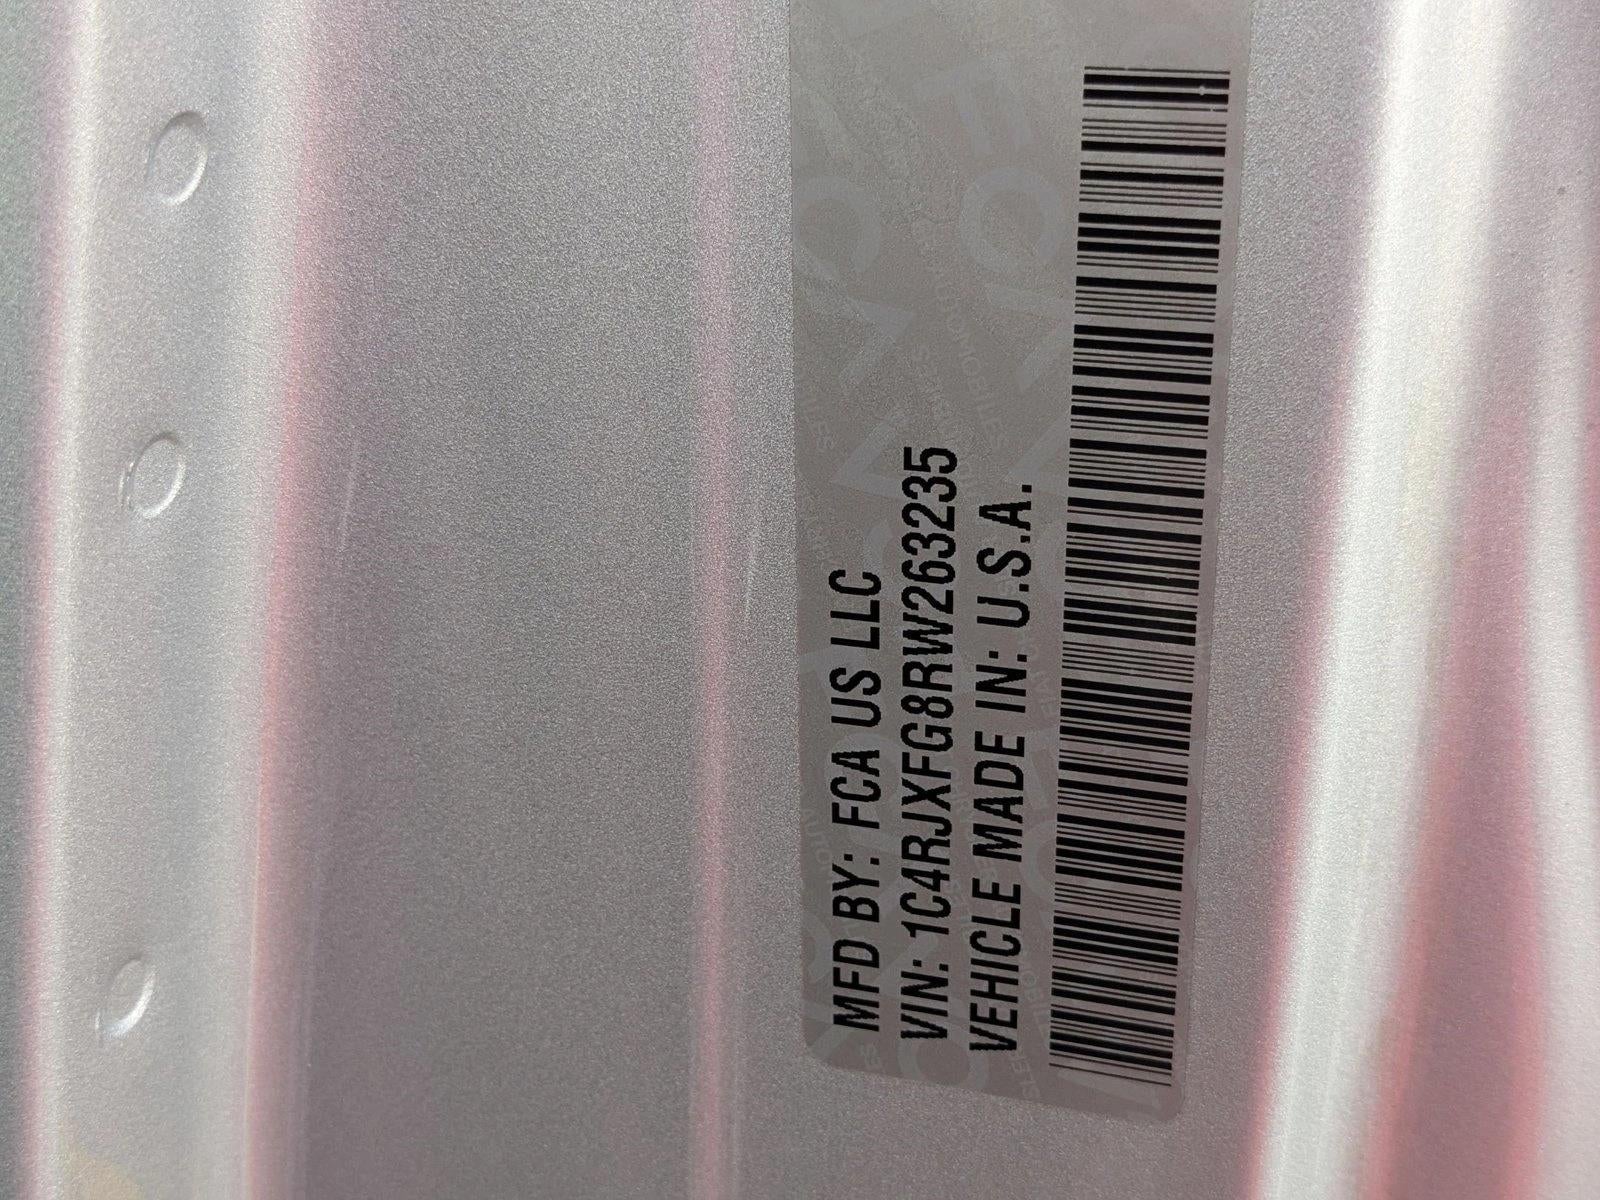 MFD BY: FCA US LLC
VIN: 1C4RJXFG8RW263235
VEHICLE MADE IN: U.S.A.